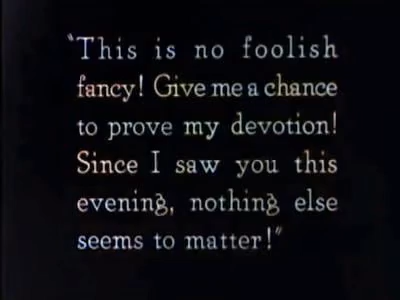 "This is no foolish
fancy! Give me a chance
to prove my devotion!
Since I saw you this
evening, nothing else
seems to matter!"